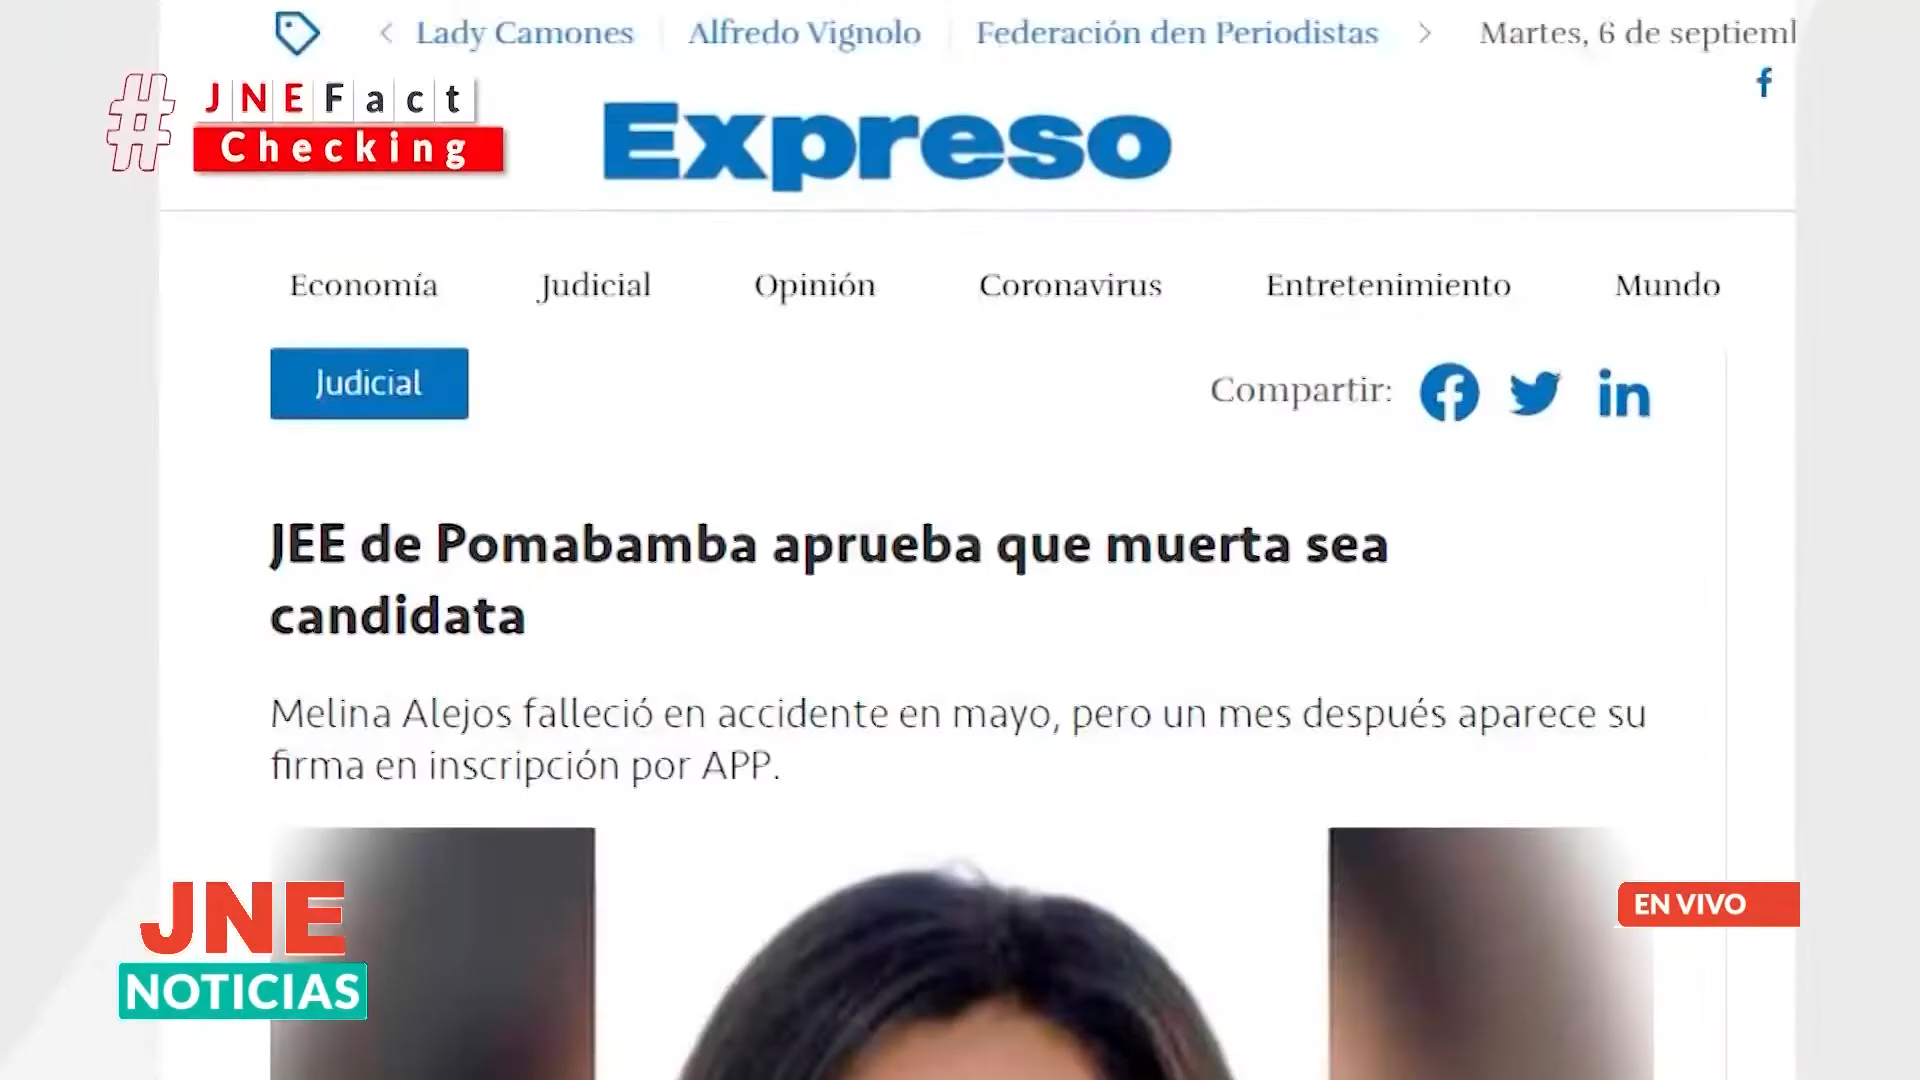 Lady Camones
Alfredo Vignolo
Federación den Periodistas
Martes, 6 de septieml
# JNEFact
Checking
Expreso
Economía
Judicial
Opinión
Coronavirus
Entretenimiento
Mundo
Judicial
Compartir:
JEE de Pomabamba aprueba que muerta sea
candidata
Melina Alejos falleció en accidente en mayo, pero un mes después aparece su
firma en inscripción por APP.
JNE
NOTICIAS
EN VIVO